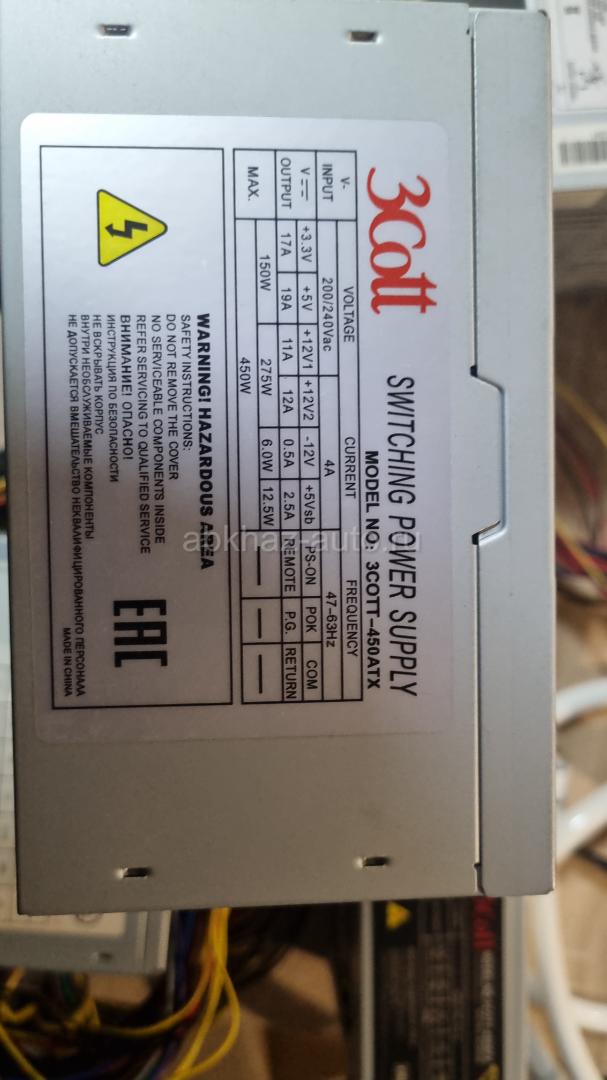 3Cott
SWITCHING POWER SUPPLY
MODEL NO: 3COTT-450ATX
V~ VOLTAGE CURRENT FREQUENCY
INPUT 200/240Vac 4A 47-63Hz
V +3.3V +5V +12V1 +12V2 -12V +5Vsb PS-ON POK COM
OUTPUT 17A 19A 11A 12A 0.5A 2.5A REMOTE P.G. RETURN
MAX. 150W 275W 6.0W 12.5W — — —
450W
WARNING! HAZARDOUS AREA
SAFETY INSTRUCTIONS:
DO NOT REMOVE THE COVER
NO SERVICEABLE COMPONENTS INSIDE
REFER SERVICING TO QUALIFIED SERVICE
ВНИМАНИЕ! ОПАСНО!
ИНСТРУКЦИЯ ПО БЕЗОПАСНОСТИ
НЕ ВСКРЫВАТЬ КОРПУС
ВНУТРИ НЕОБСЛУЖИВАЕМЫЕ КОМПОНЕНТЫ
НЕ ДОПУСКАЕТСЯ ВМЕШАТЕЛЬСТВО НЕКВАЛИФИЦИРОВАННОГО ПЕРСОНАЛА
MADE IN CHINA
EAC
apkhan-auto.ru
3Cott